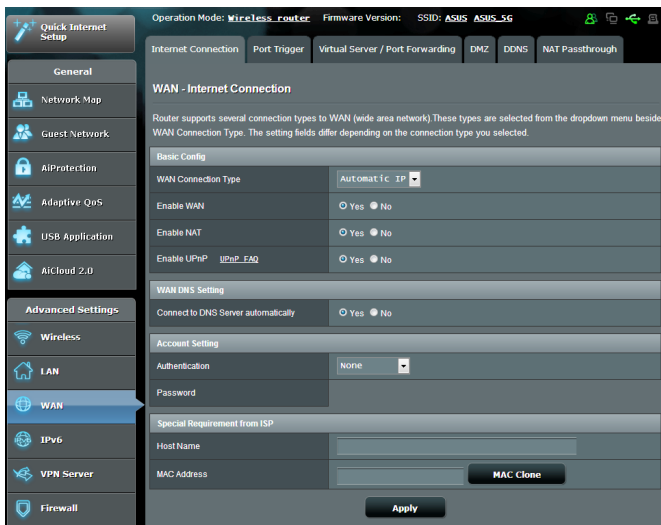 Quick Internet
Setup
Operation Mode: Wireless router Firmware Version: SSID: ASUS ASUS_5G
Internet Connection Port Trigger Virtual Server / Port Forwarding DMZ DDNS NAT Passthrough
General
Network Map
Guest Network
AiProtection
Adaptive QoS
USB Application
AiCloud 2.0
Advanced Settings
Wireless
LAN
WAN
IPv6
VPN Server
Firewall
WAN - Internet Connection
Router supports several connection types to WAN (wide area network).These types are selected from the dropdown menu beside
WAN Connection Type. The setting fields differ depending on the connection type you selected.
Basic Config
WAN Connection Type Automatic IP
Enable WAN Yes No
Enable NAT Yes No
Enable UPnP UPnP FAQ Yes No
WAN DNS Setting
Connect to DNS Server automatically Yes No
Account Setting
Authentication None
Password
Special Requirement from ISP
Host Name
MAC Address MAC Clone
Apply